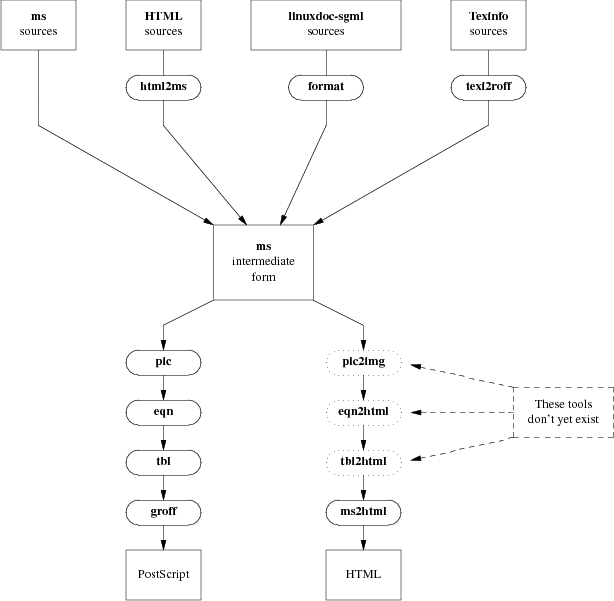 ms
sources
HTML
sources
linuxdoc-sgml
sources
Texinfo
sources
html2ms
format
texi2roff
ms
intermediate
form
pic
pic2img
eqn
eqn2html
These tools
don't yet exist
tbl
tbl2html
groff
ms2html
PostScript
HTML